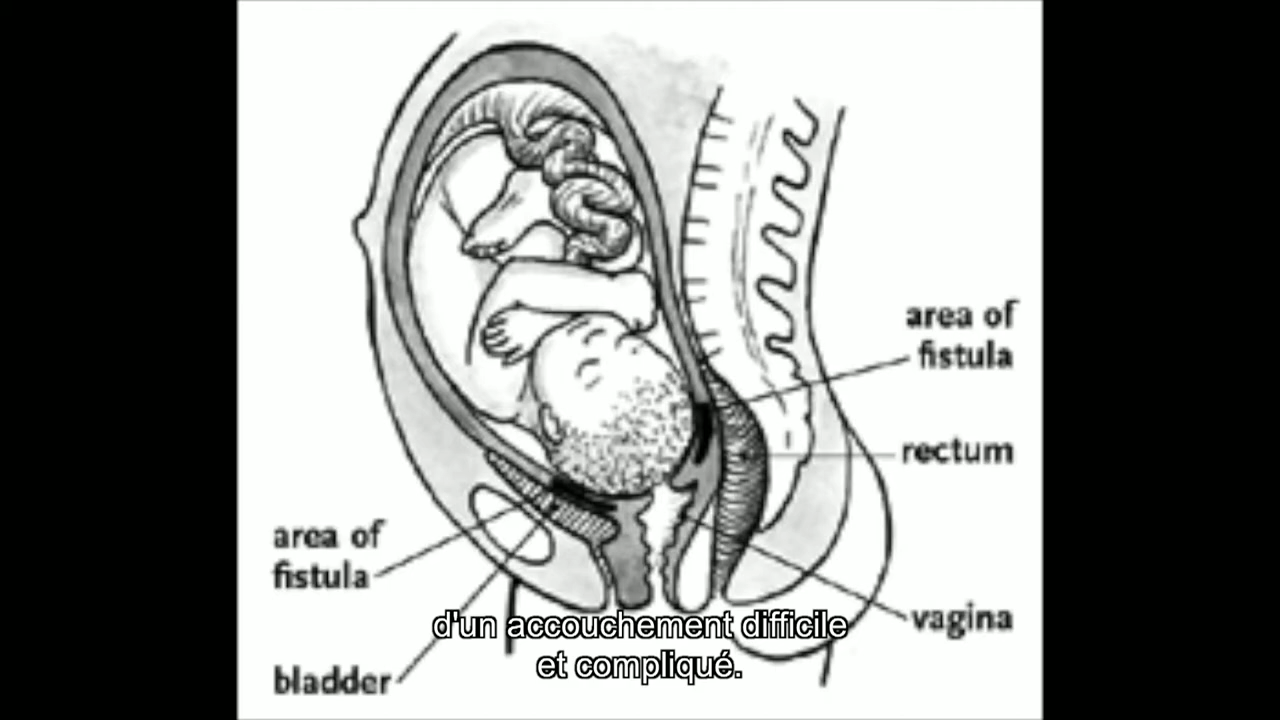 area of
fistula
rectum
area of
fistula
vagina
bladder
d'un accouchement difficile
et compliqué.